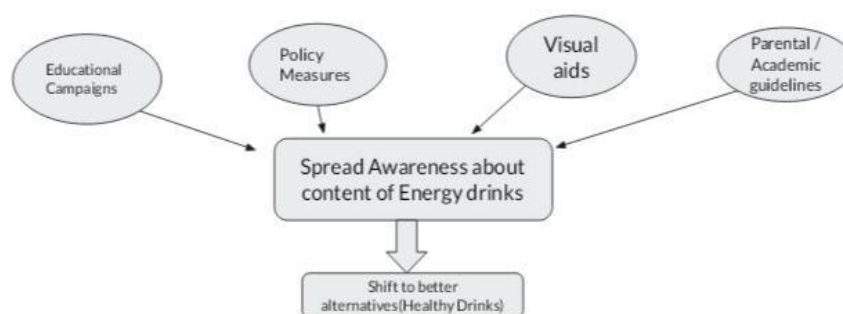 Educational
Campaigns
Policy
Measures
Visual
aids
Parental /
Academic
guidelines
Spread Awareness about
content of Energy drinks
Shift to better
alternatives(Healthy Drinks)